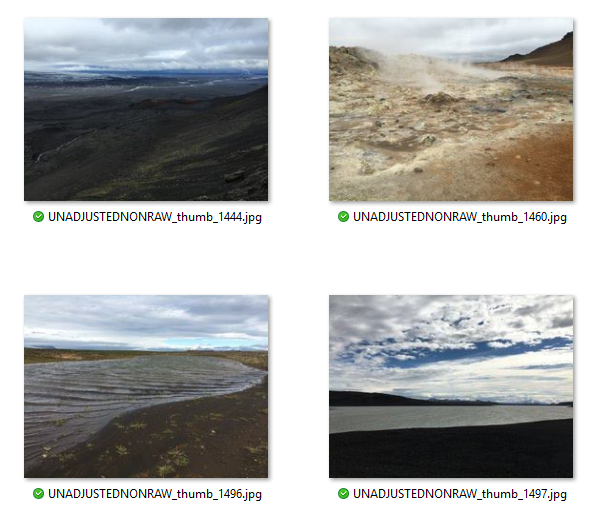 UNADJUSTEDNONRAW_thumb_1444.jpg
UNADJUSTEDNONRAW_thumb_1460.jpg
UNADJUSTEDNONRAW_thumb_1496.jpg
UNADJUSTEDNONRAW_thumb_1497.jpg